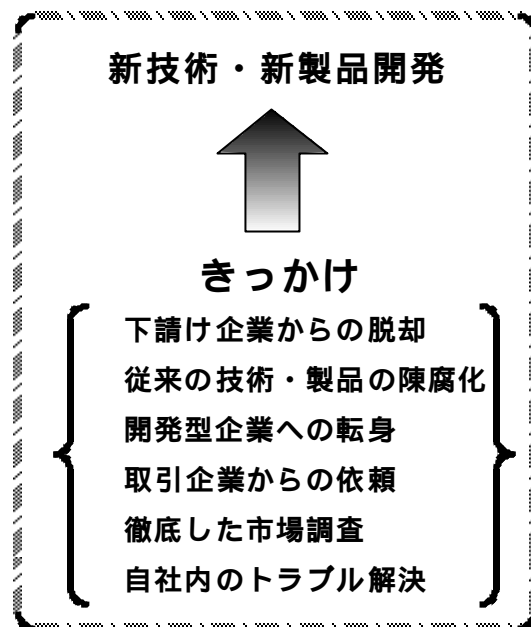 新技術・新製品開発
きっかけ
下請け企業からの脱却
従来の技術・製品の陳腐化
開発型企業への転身
取引企業からの依頼
徹底した市場調査
自社内のトラブル解決